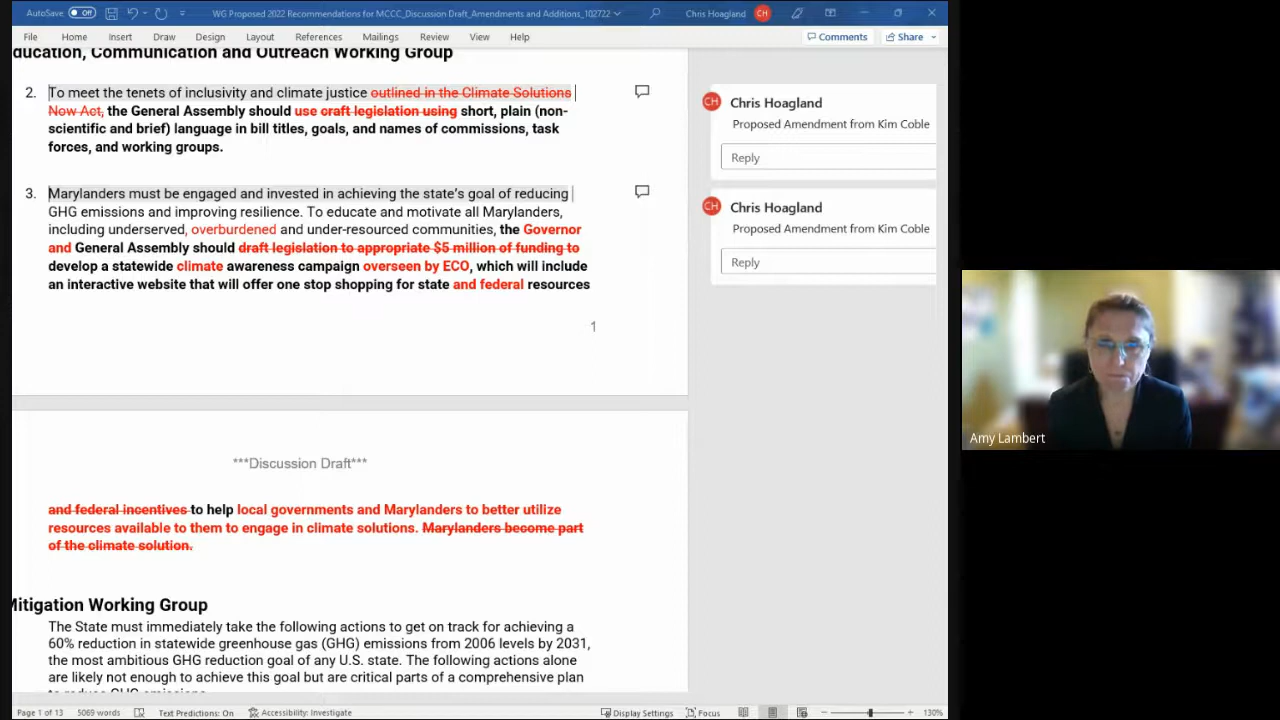 AutoSave Off WG Proposed 2022 Recommendations for MCCC_Discussion Draft_Amendments and Additions_102722 Chris Hoagland CH
File Home Insert Draw Design Layout References Mailings Review View Help Comments Share
ducation, Communication and Outreach Working Group
2. To meet the tenets of inclusivity and climate justice outlined in the Climate Solutions
Now Act, the General Assembly should use craft legislation using short, plain (non-
scientific and brief) language in bill titles, goals, and names of commissions, task
forces, and working groups.
CH Chris Hoagland
Proposed Amendment from Kim Coble
Reply
3. Marylanders must be engaged and invested in achieving the state's goal of reducing
GHG emissions and improving resilience. To educate and motivate all Marylanders,
including underserved, overburdened and under-resourced communities, the Governor
and General Assembly should draft legislation to appropriate $5 million of funding to
develop a statewide climate awareness campaign overseen by ECO, which will include
an interactive website that will offer one stop shopping for state and federal resources
CH Chris Hoagland
Proposed Amendment from Kim Coble
Reply
1
***Discussion Draft***
and federal incentives to help local governments and Marylanders to better utilize
resources available to them to engage in climate solutions. Marylanders become part
of the climate solution.
Mitigation Working Group
The State must immediately take the following actions to get on track for achieving a
60% reduction in statewide greenhouse gas (GHG) emissions from 2006 levels by 2031,
the most ambitious GHG reduction goal of any U.S. state. The following actions alone
are likely not enough to achieve this goal but are critical parts of a comprehensive plan
to reduce GHG emissions.
Page 1 of 13 5069 words Text Predictions: On Accessibility: Investigate Display Settings Focus 130%
Amy Lambert